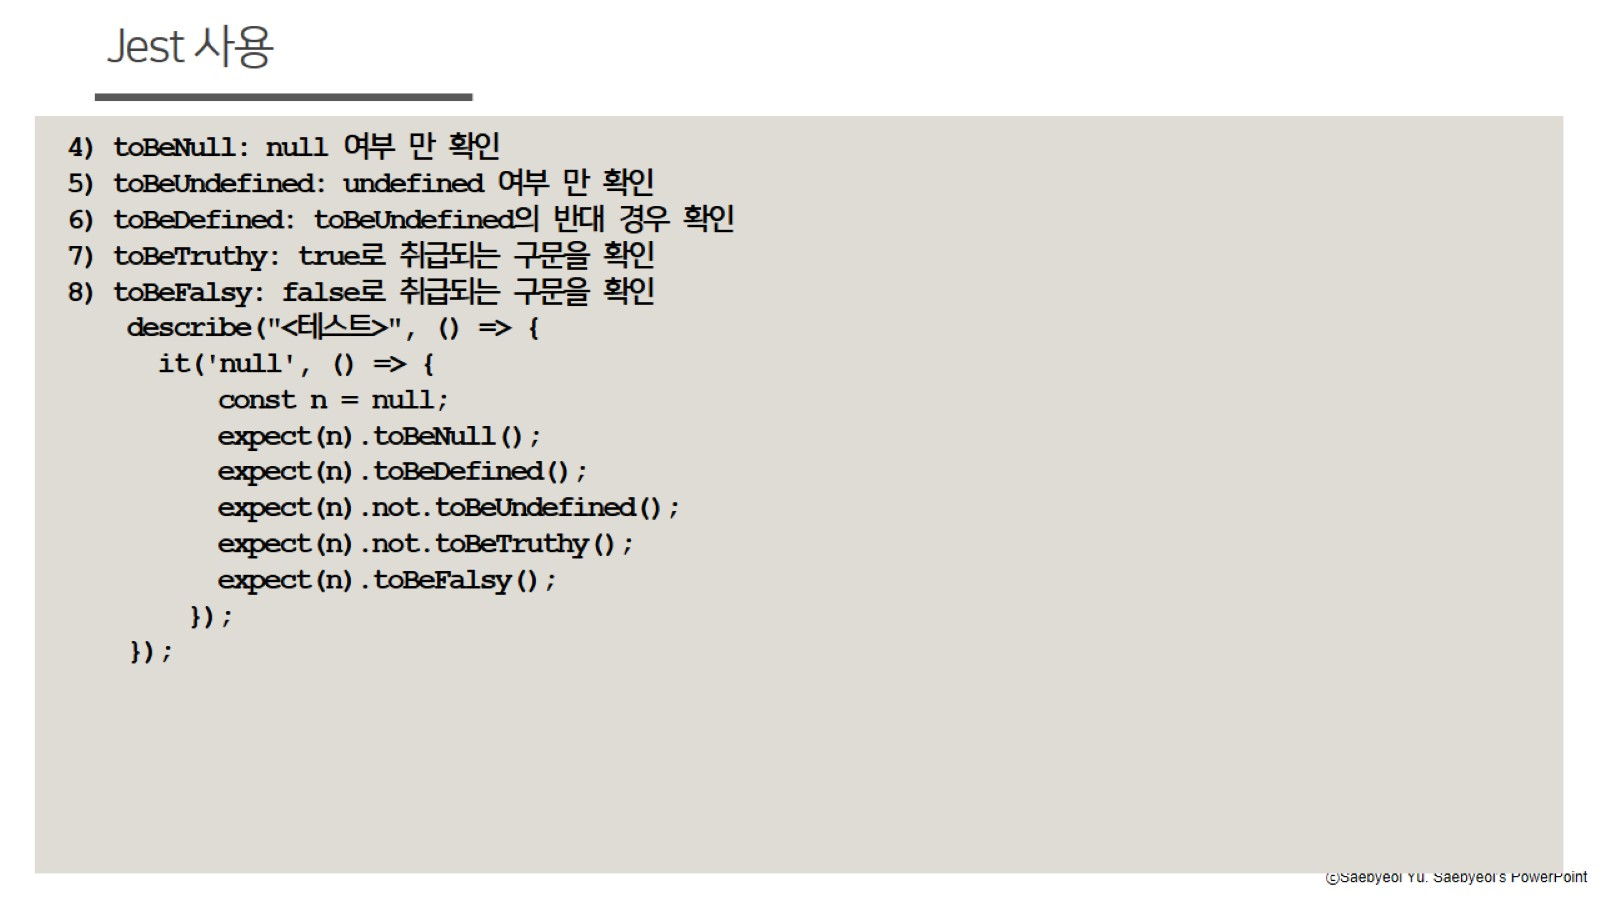 Jest 사용
4) toBeNull: null 여부 만 확인
5) toBeUndefined: undefined 여부 만 확인
6) toBeDefined: toBeUndefined의 반대 경우 확인
7) toBeTruthy: true로 취급되는 구문을 확인
8) toBeFalsy: false로 취급되는 구문을 확인
describe("<테스트>", () => {
it('null', () => {
const n = null;
expect(n).toBeNull();
expect(n).toBeDefined();
expect(n).not.toBeUndefined();
expect(n).not.toBeTruthy();
expect(n).toBeFalsy();
});
});
ⓒSaebyeol Yu. Saebyeol's PowerPoint